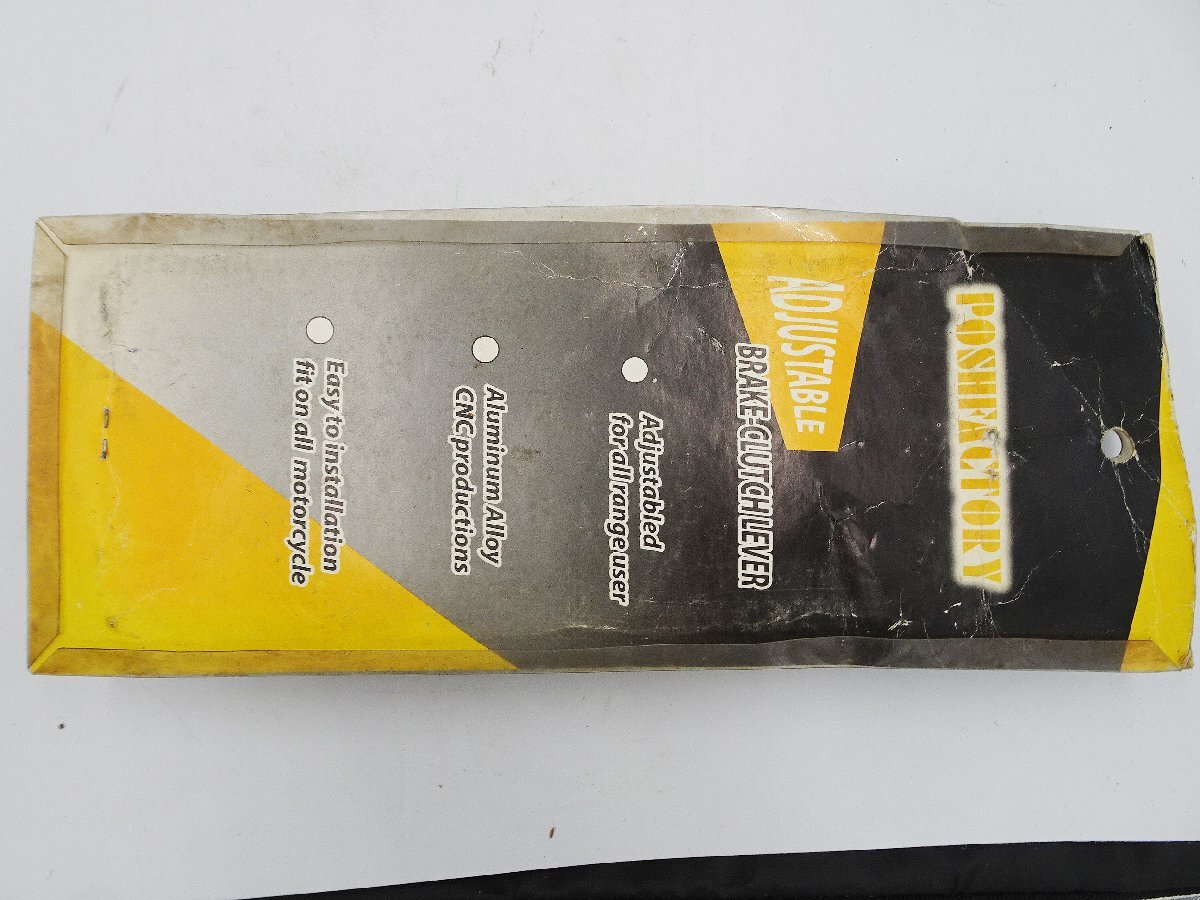 POSHFACTORY
ADJUSTABLE
BRAKE-CLUTCH LEVER
Adjustabled
for all range user
Aluminum Alloy
CNC productions
Easy to installation
fit on all motorcycle